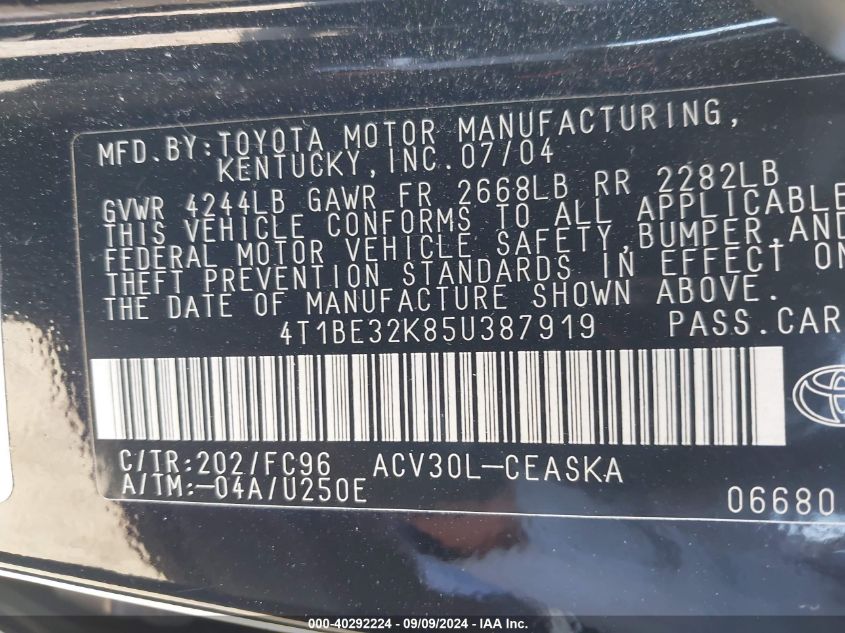 MFD.BY:TOYOTA MOTOR MANUFACTURING,
KENTUCKY,INC.07/04
GVWR 4244LB GAWR FR 2668LB RR 2282LB
THIS VEHICLE CONFORMS TO ALL APPLICABLE
FEDERAL MOTOR VEHICLE SAFETY,BUMPER,AND
THEFT PREVENTION STANDARDS IN EFFECT ON
THE DATE OF MANUFACTURE SHOWN ABOVE.
4T1BE32K85U387919 PASS.CAR
C/TR:202/FC96 ACV30L-CEASKA
A/TM:-04A/U250E
06680
000-40292224 - 09/09/2024 - IAA Inc.